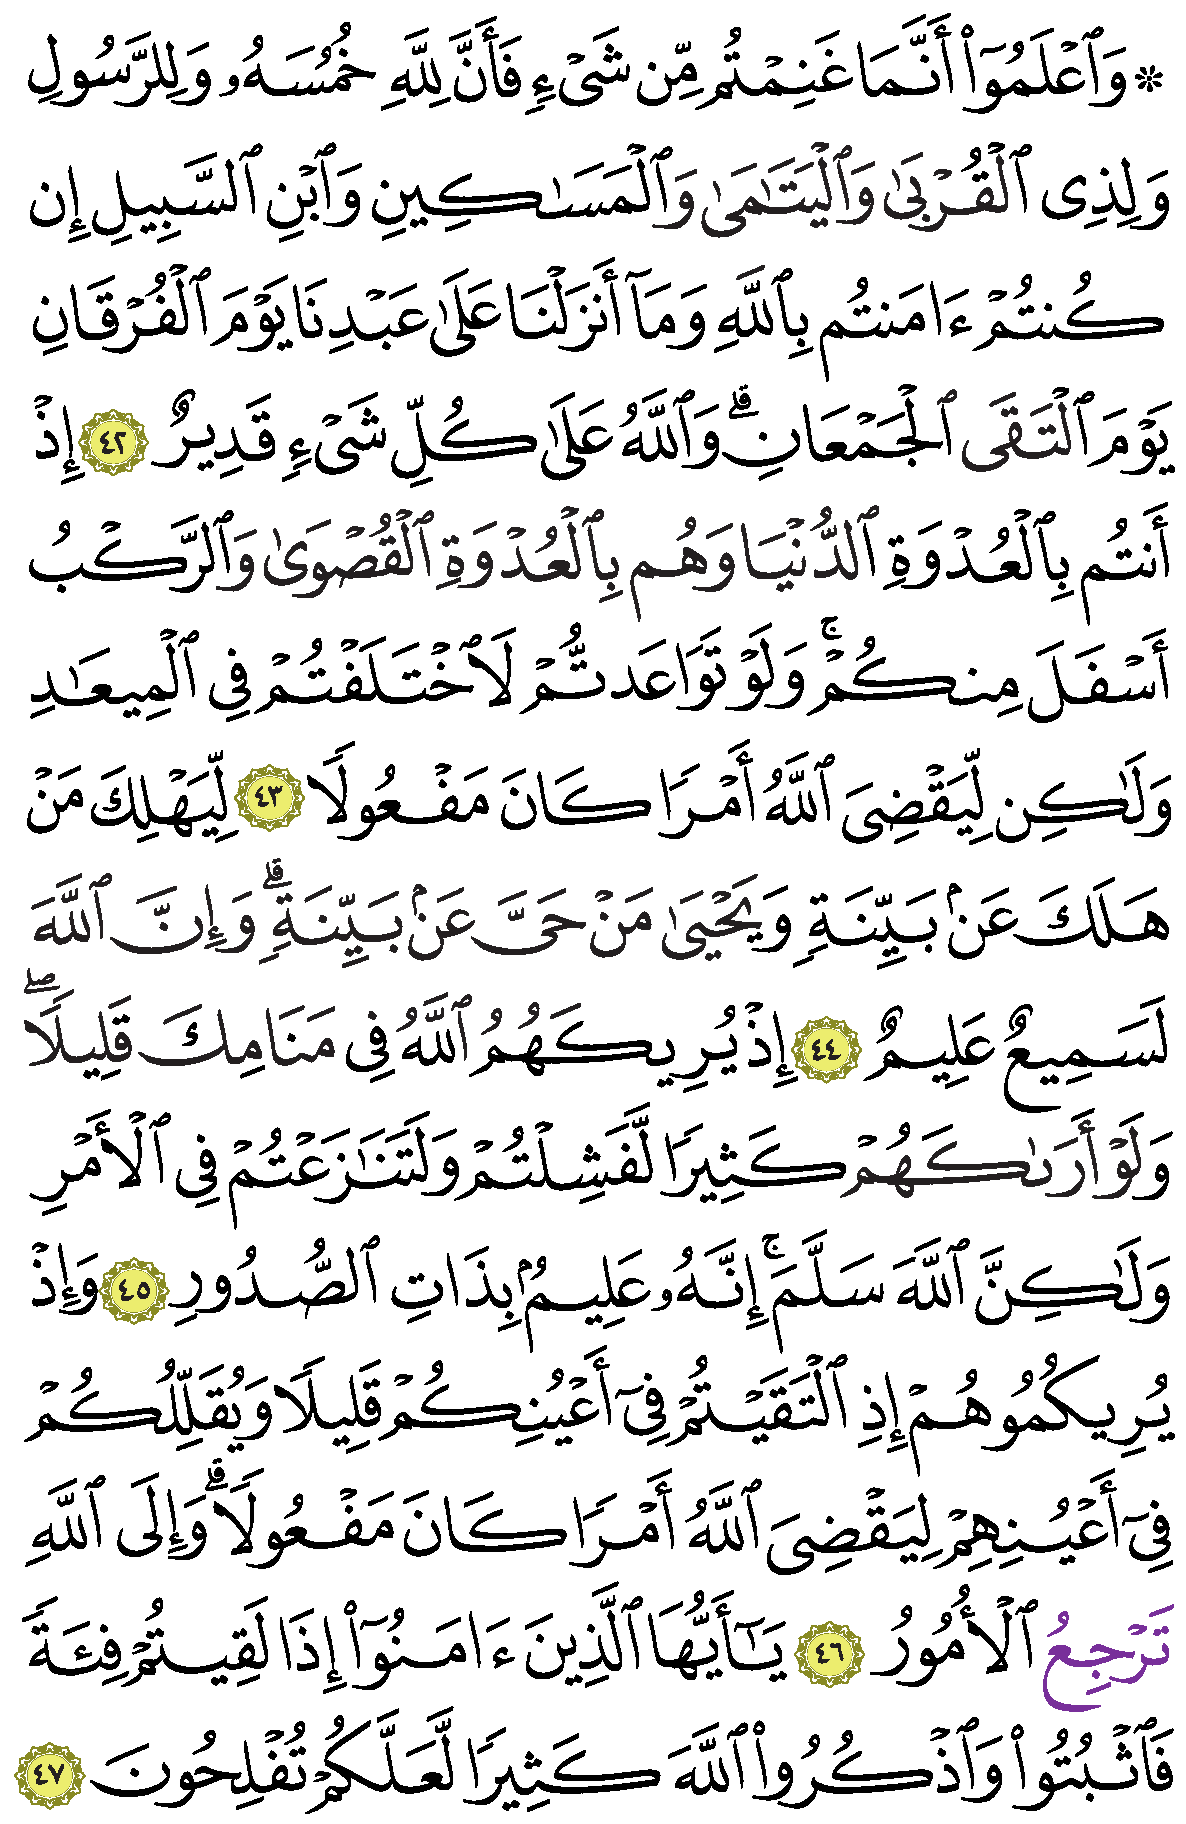 ۞ وَٱعۡلَمُوٓاْ أَنَّمَا غَنِمۡتُم مِّن شَيۡءٖ فَأَنَّ لِلَّهِ خُمُسَهُۥ وَلِلرَّسُولِ
وَلِذِي ٱلۡقُرۡبَىٰ وَٱلۡيَتَٰمَىٰ وَٱلۡمَسَٰكِينِ وَٱبۡنِ ٱلسَّبِيلِ إِن
كُنتُمۡ ءَامَنتُم بِٱللَّهِ وَمَآ أَنزَلۡنَا عَلَىٰ عَبۡدِنَا يَوۡمَ ٱلۡفُرۡقَانِ
يَوۡمَ ٱلۡتَقَى ٱلۡجَمۡعَانِۗ وَٱللَّهُ عَلَىٰ كُلِّ شَيۡءٖ قَدِيرٌ ٤٢ إِذۡ
أَنتُم بِٱلۡعُدۡوَةِ ٱلدُّنۡيَا وَهُم بِٱلۡعُدۡوَةِ ٱلۡقُصۡوَىٰ وَٱلرَّكۡبُ
أَسۡفَلَ مِنكُمۡۚ وَلَوۡ تَوَاعَدتُّمۡ لَٱخۡتَلَفۡتُمۡ فِي ٱلۡمِيعَٰدِ
وَلَٰكِن لِّيَقۡضِيَ ٱللَّهُ أَمۡرٗا كَانَ مَفۡعُولٗا ٤٣ لِّيَهۡلِكَ مَنۡ
هَلَكَ عَنۢ بَيِّنَةٖ وَيَحۡيَىٰ مَنۡ حَيَّ عَنۢ بَيِّنَةٖۗ وَإِنَّ ٱللَّهَ
لَسَمِيعٌ عَلِيمٌ ٤٤ إِذۡ يُرِيكَهُمُ ٱللَّهُ فِي مَنَامِكَ قَلِيلٗاۖ
وَلَوۡ أَرَىٰكَهُمۡ كَثِيرٗا لَّفَشِلۡتُمۡ وَلَتَنَٰزَعۡتُمۡ فِي ٱلۡأَمۡرِ
وَلَٰكِنَّ ٱللَّهَ سَلَّمَۚ إِنَّهُۥ عَلِيمُۢ بِذَاتِ ٱلصُّدُورِ ٤٥ وَإِذۡ
يُرِيكُمُوهُمۡ إِذِ ٱلۡتَقَيۡتُمۡ فِيٓ أَعۡيُنِكُمۡ قَلِيلٗا وَيُقَلِّلُكُمۡ
فِيٓ أَعۡيُنِهِمۡ لِيَقۡضِيَ ٱللَّهُ أَمۡرٗا كَانَ مَفۡعُولٗاۗ وَإِلَى ٱللَّهِ
تَرۡجِعُ ٱلۡأُمُورُ ٤٦ يَٰٓأَيُّهَا ٱلَّذِينَ ءَامَنُوٓاْ إِذَا لَقِيتُمۡ فِئَةٗ
فَٱثۡبُتُواْ وَٱذۡكُرُواْ ٱللَّهَ كَثِيرٗا لَّعَلَّكُمۡ تُفۡلِحُونَ ٤٧